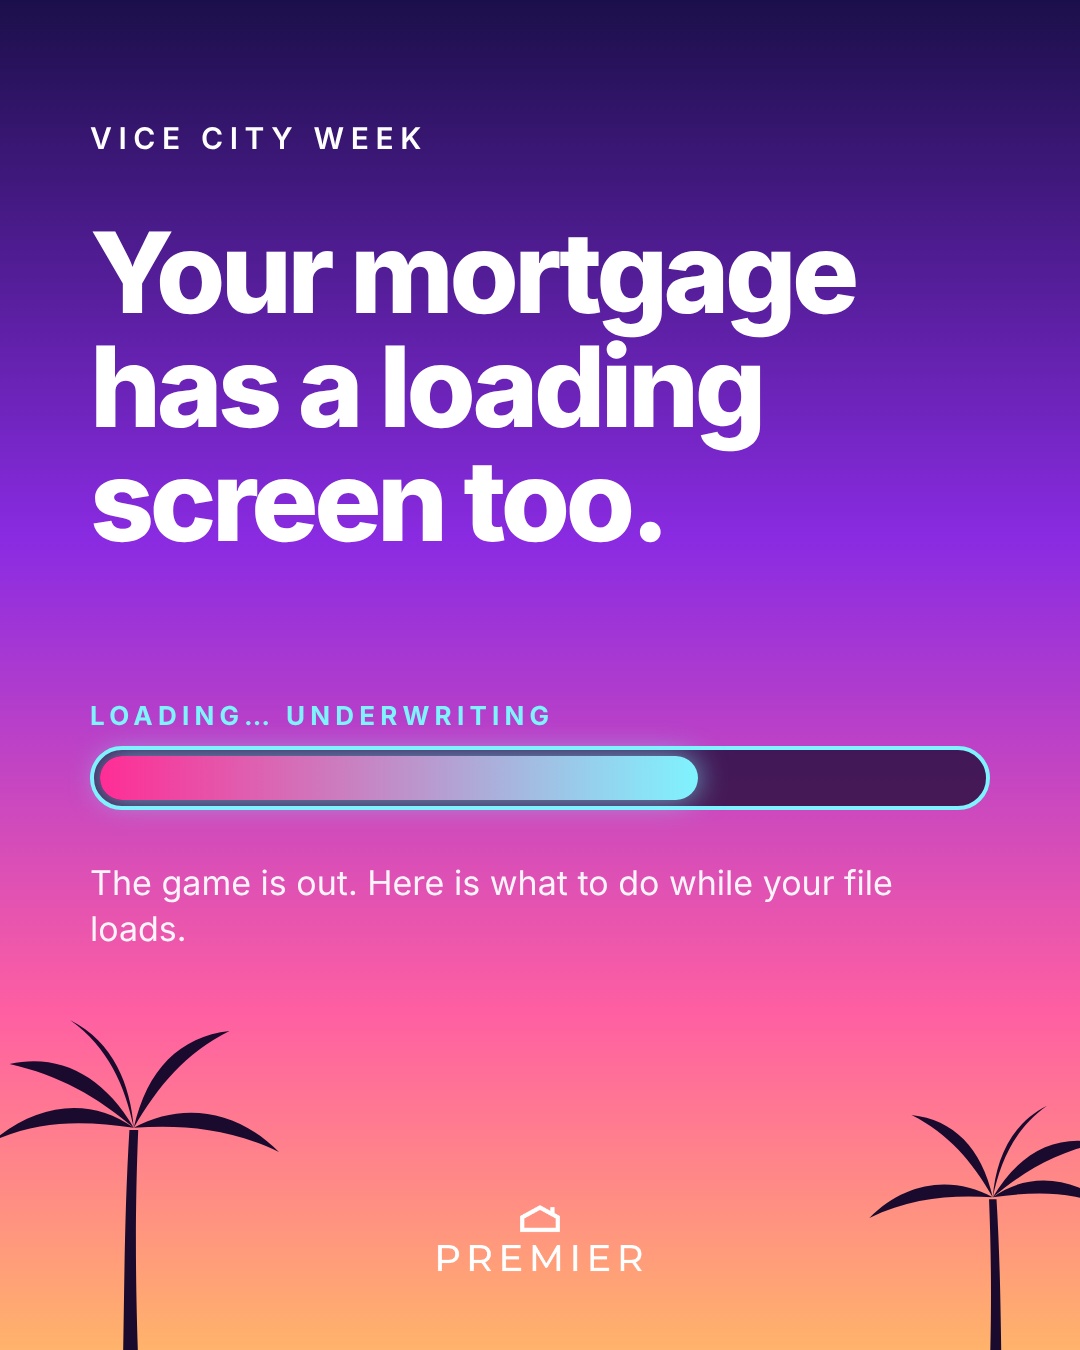 VICE CITY WEEK
Your mortgage
has a loading
screen too.
LOADING... UNDERWRITING
The game is out. Here is what to do while your file
loads.
PREMIER